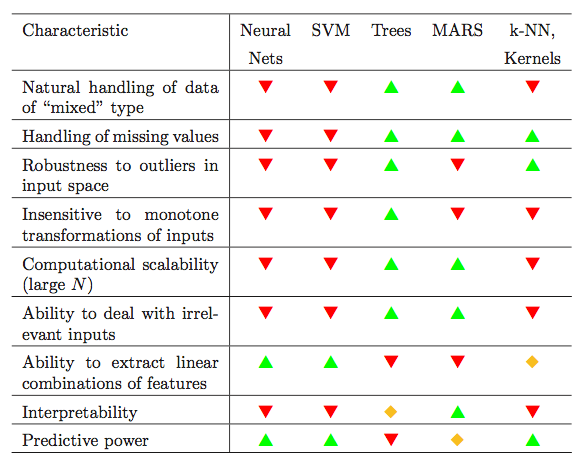 Characteristic Neural SVM Trees MARS k-NN,
Nets Kernels
Natural handling of data ▼ ▼ ▲ ▲ ▼
of “mixed” type
Handling of missing values ▼ ▼ ▲ ▲ ▲
Robustness to outliers in ▼ ▼ ▲ ▼ ▲
input space
Insensitive to monotone ▼ ▼ ▲ ▼ ▼
transformations of inputs
Computational scalability ▼ ▼ ▲ ▲ ▼
(large N)
Ability to deal with irrel- ▼ ▼ ▲ ▲ ▼
evant inputs
Ability to extract linear ▲ ▲ ▼ ▼ ◆
combinations of features
Interpretability ▼ ▼ ◆ ▲ ▼
Predictive power ▲ ▲ ▼ ◆ ▲